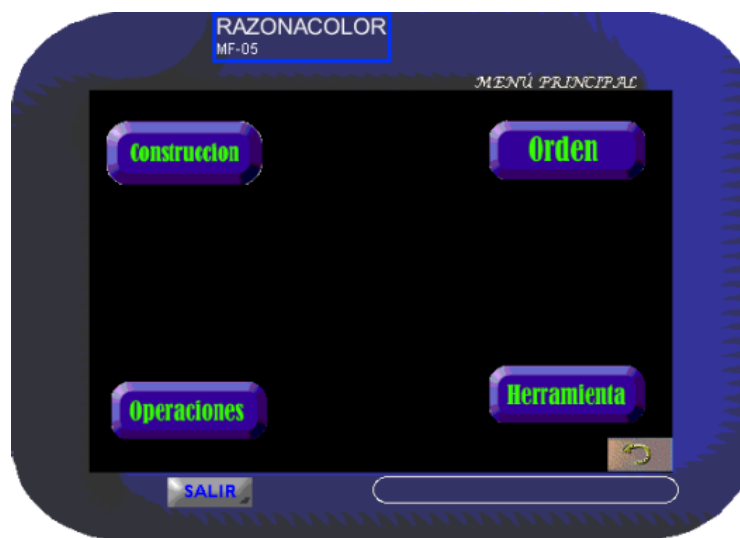 RAZONACOLOR
MF-05
MENÚ PRINCIPAL
Construccion
Orden
Operaciones
Herramienta
SALIR